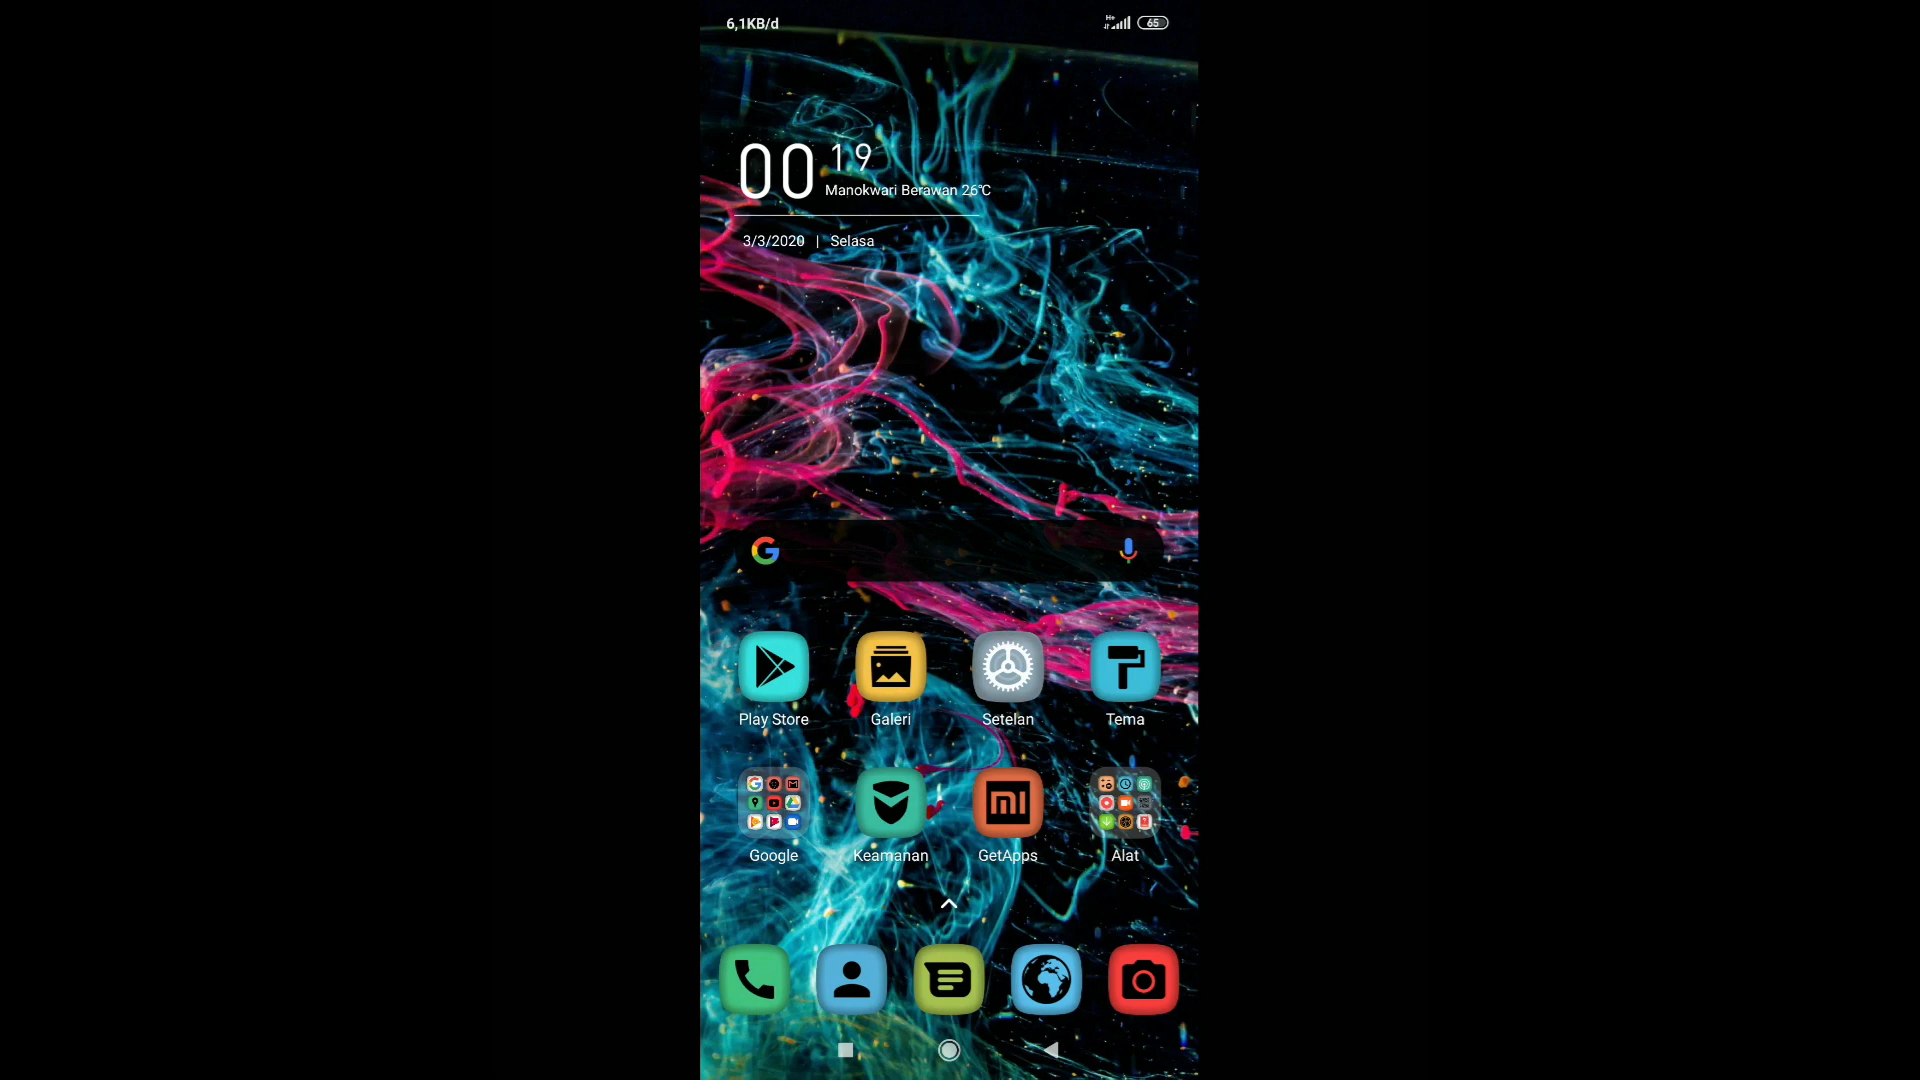 6,1KB/d
H+
65
00 19
Manokwari Berawan 26℃
3/3/2020 | Selasa
Play Store
Galeri
Setelan
Tema
Google
Keamanan
GetApps
Alat